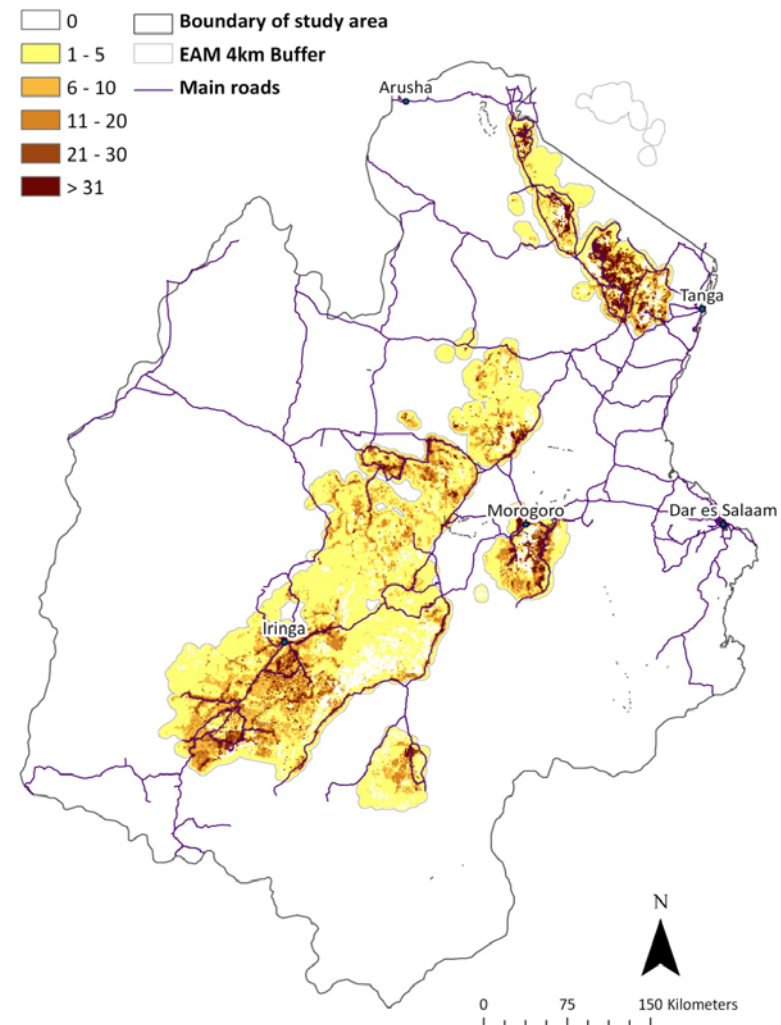 0
1 - 5
6 - 10
11 - 20
21 - 30
> 31
Boundary of study area
EAM 4km Buffer
Main roads
Arusha
Tanga
Morogoro
Dar es Salaam
Iringa
N
0 75 150 Kilometers